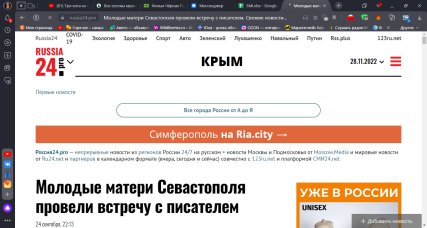 russia24.pro
Молодые матери Севастополя провели встречу с писателем. Свежие новости...
Russia24
COVID-19
Экология
Здоровье
Спорт
Авто
Зеленский
Лукашенко
Навальный
Путин
Rss.plus
123ru.net
RUSSIA
24.pro
КРЫМ
28.11.2022
Первые новости
Все города России от А до Я
Симферополь на Ria.city →
Россия24.pro — непрерывные новости из регионов России 24/7 на русском + новости Москвы и Подмосковья от Moscow.Media и мировые новости
от Ru24.net и партнёров в календарном формате (вчера, сегодня и сейчас) совместно с 123ru.net и платформой СМИ24.net
Молодые матери Севастополя
провели встречу с писателем
24 сентября, 22:13
УЖЕ В РОССИИ
UNISEX
+ Добавить новость